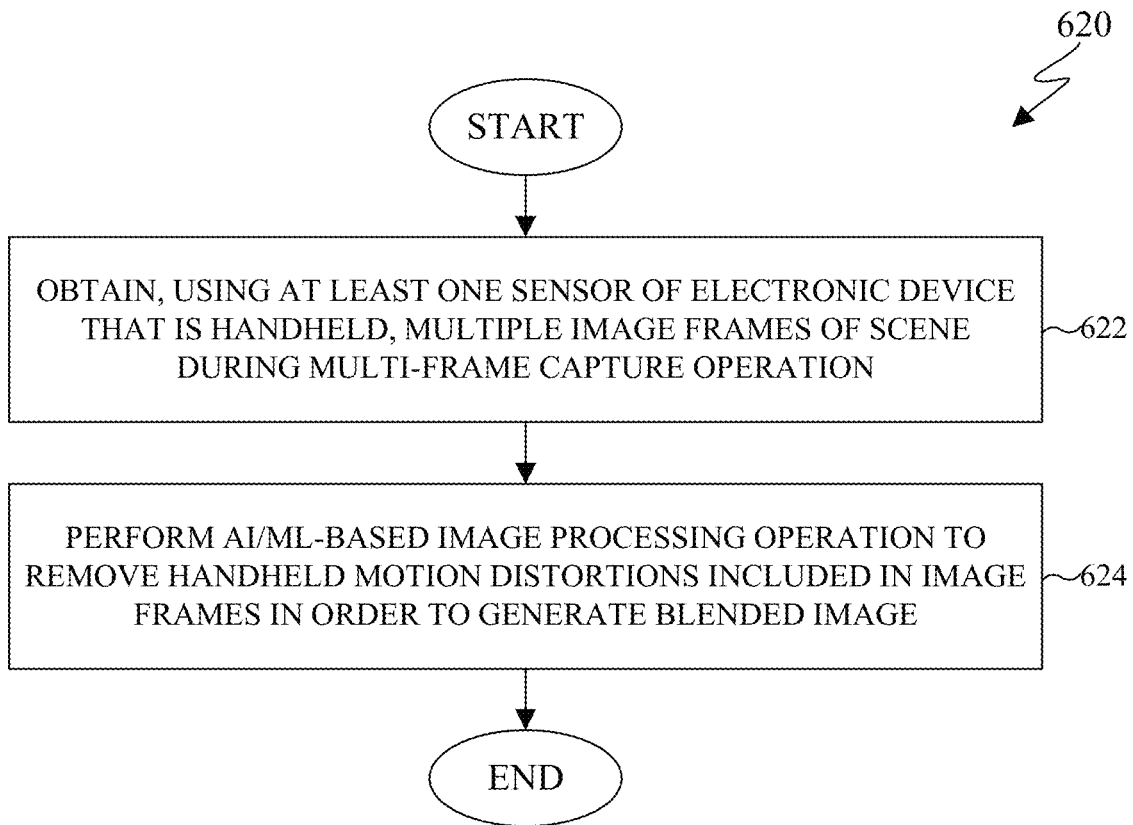 620
START
OBTAIN, USING AT LEAST ONE SENSOR OF ELECTRONIC DEVICE
THAT IS HANDHELD, MULTIPLE IMAGE FRAMES OF SCENE
DURING MULTI-FRAME CAPTURE OPERATION
622
PERFORM AI/ML-BASED IMAGE PROCESSING OPERATION TO
REMOVE HANDHELD MOTION DISTORTIONS INCLUDED IN IMAGE
FRAMES IN ORDER TO GENERATE BLENDED IMAGE
624
END